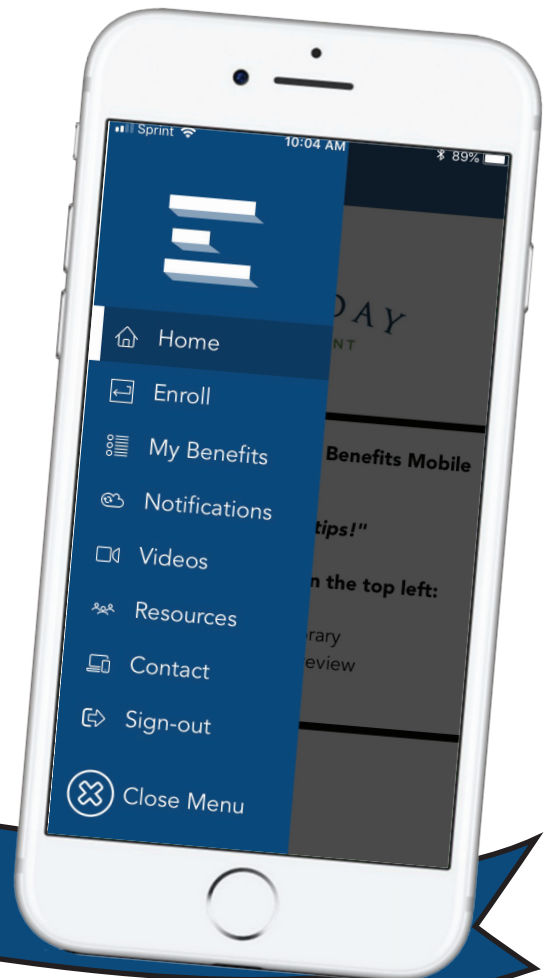 Sprint
10:04 AM
89%
DAY
NT
Home
Enroll
My Benefits
Notifications
Videos
Resources
Contact
Sign-out
Close Menu
Benefits Mobile
tips!"
n the top left:
rary
eview